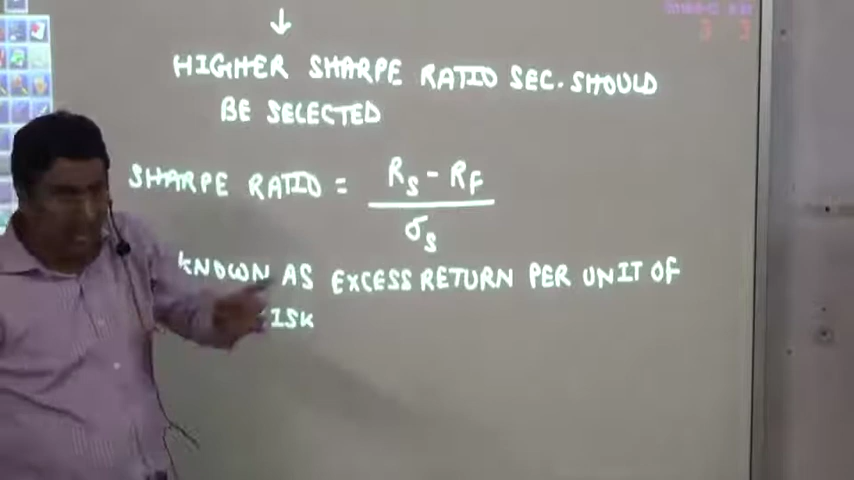 HIGHER SHARPE RATIO SEC. SHOULD
BE SELECTED
SHARPE RATIO = RS - RF
σS
KNOWN AS EXCESS RETURN PER UNIT OF